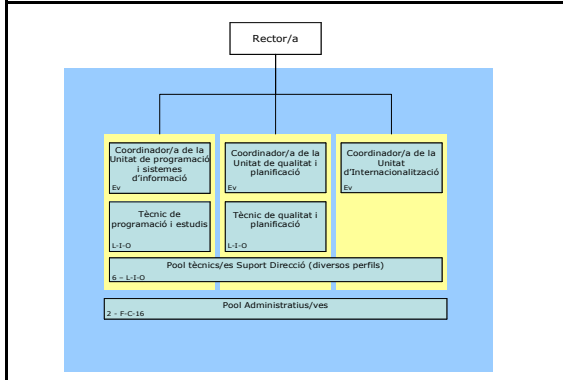 Rector/a
Coordinador/a de la
Unitat de programació
i sistemes
d'informació
Ev
Coordinador/a de la
Unitat de qualitat i
planificació
Ev
Coordinador/a de la
Unitat
d'Internacionalització
Ev
Tècnic de
programació i estudis
L-I-O
Tècnic de qualitat i
planificació
L-I-O
Pool tècnics/es Suport Direcció (diversos perfils)
6 – L-I-O
Pool Administratius/ves
2 - F-C-16